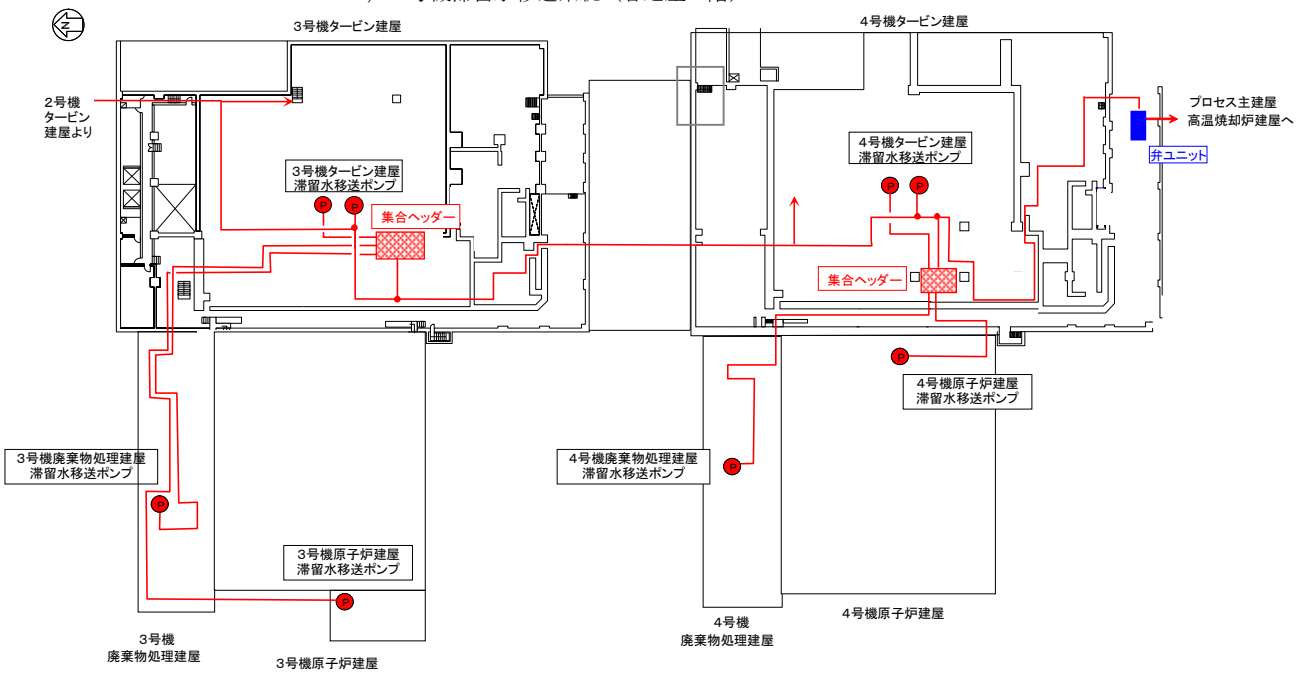 3号機タービン建屋
4号機タービン建屋
N
2号機
タービン
建屋より
プロセス主建屋
高温焼却炉建屋へ
弁ユニット
3号機タービン建屋
滞留水移送ポンプ
P
P
集合ヘッダー
4号機タービン建屋
滞留水移送ポンプ
P
P
集合ヘッダー
P
4号機原子炉建屋
滞留水移送ポンプ
3号機廃棄物処理建屋
滞留水移送ポンプ
P
4号機廃棄物処理建屋
滞留水移送ポンプ
P
3号機原子炉建屋
滞留水移送ポンプ
P
3号機
廃棄物処理建屋
3号機原子炉建屋
4号機
廃棄物処理建屋
4号機原子炉建屋